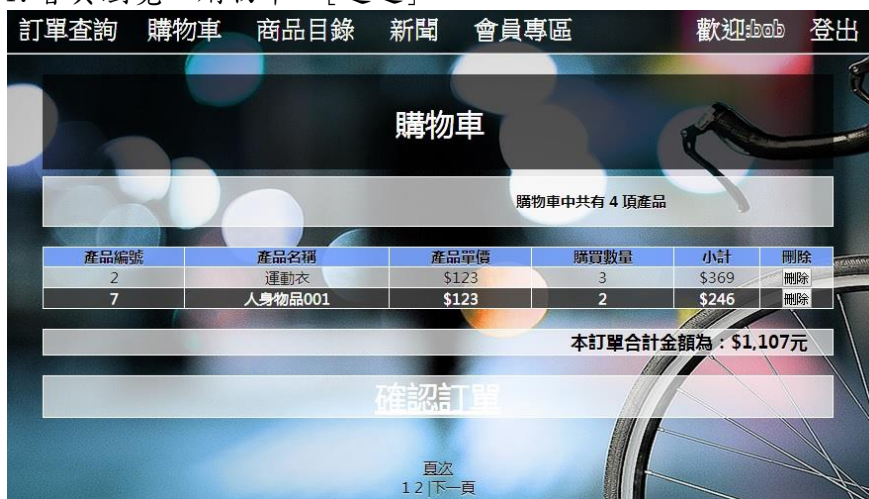 訂單查詢 購物車 商品目錄 新聞 會員專區 歡迎:bob 登出
購物車
購物車中共有 4 項產品
產品編號 產品名稱 產品單價 購買數量 小計 刪除
2 運動衣 $123 3 $369 刪除
7 人身物品001 $123 2 $246 刪除
本訂單合計金額為：$1,107元
確認訂單
頁次
1 2 |下一頁